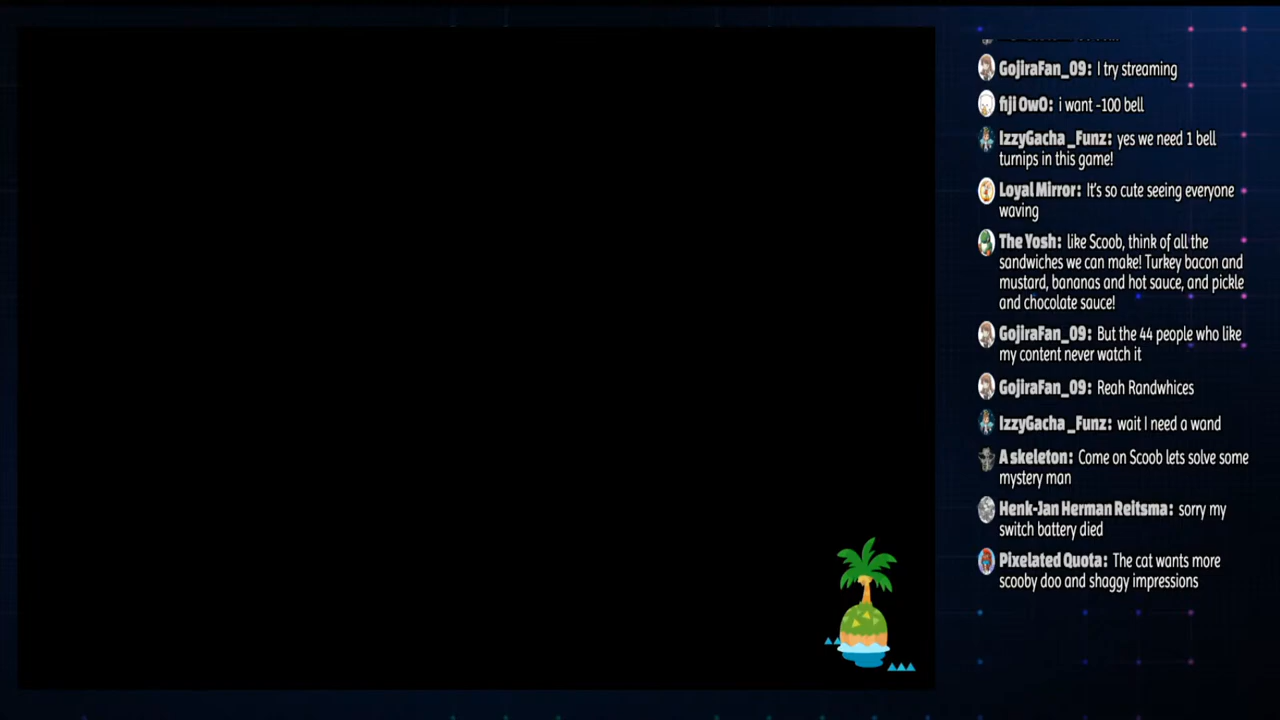 GojiraFan_09: I try streaming
fiji OwO: i want -100 bell
IzzyGacha _Funz: yes we need 1 bell
turnips in this game!
Loyal Mirror: It's so cute seeing everyone
waving
The Yosh: like Scoob, think of all the
sandwiches we can make! Turkey bacon and
mustard, bananas and hot sauce, and pickle
and chocolate sauce!
GojiraFan_09: But the 44 people who like
my content never watch it
GojiraFan_09: Reah Randwhices
IzzyGacha _Funz: wait I need a wand
A skeleton: Come on Scoob lets solve some
mystery man
Henk-Jan Herman Reitsma: sorry my
switch battery died
Pixelated Quota: The cat wants more
scooby doo and shaggy impressions